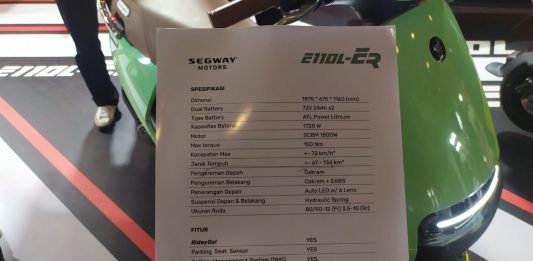 SEGWAY
MOTORS
E110L-ER
SPESIFIKASI
Dimensi 1875 * 675 * 1160 (mm)
Dual Battery 72V 24Ah x2
Type Battery ATL Power Lithium
Kapasitas Baterai 1728 W
Motor SCBM 1800W
Max torque 150 Nm
Kecepatan Max +- 79 km/h*
Jarak Tempuh +- 67 - 134 km*
Pengereman Depan Cakram
Pengereman Belakang Cakram + EABS
Penerangan Depan Auto LED w/ 6 Lens
Suspensi Depan & Belakang Hydraulic Spring
Ukuran Roda 80/90-12 (Fr) 3.5-10 (Rr)
FITUR
RideyGo! YES
Parking Seat Sensor YES
E110L-ER